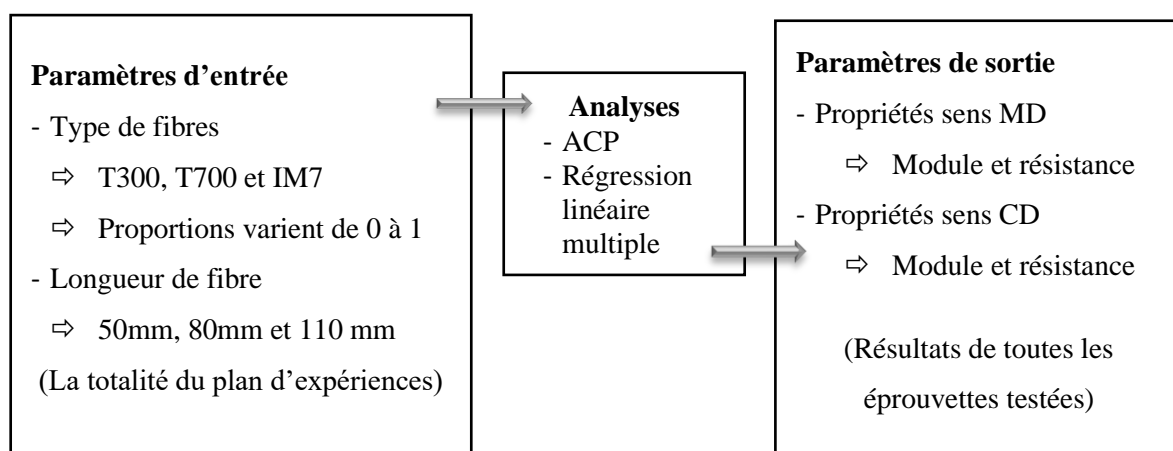 Paramètres d’entrée
- Type de fibres
⇨ T300, T700 et IM7
⇨ Proportions varient de 0 à 1
- Longueur de fibre
⇨ 50mm, 80mm et 110 mm
(La totalité du plan d’expériences)
Analyses
- ACP
- Régression
linéaire
multiple
Paramètres de sortie
- Propriétés sens MD
⇨ Module et résistance
- Propriétés sens CD
⇨ Module et résistance
(Résultats de toutes les
éprouvettes testées)